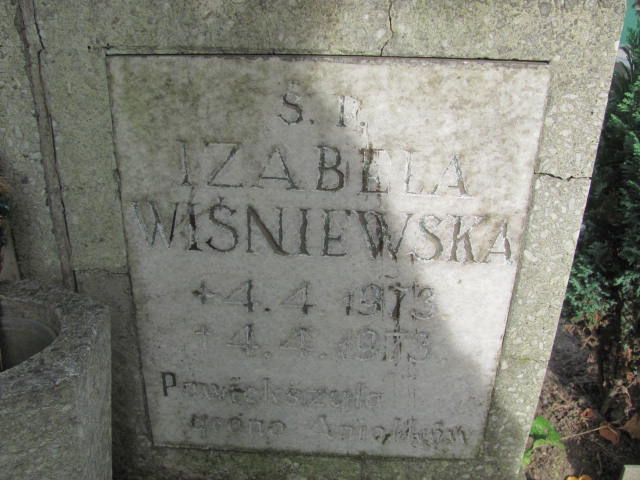 Ś. P.
IZABELA
WIŚNIEWSKA
* 4. 4. 1973.
+ 4. 4. 1973.
Powiększyła
grono Aniołków